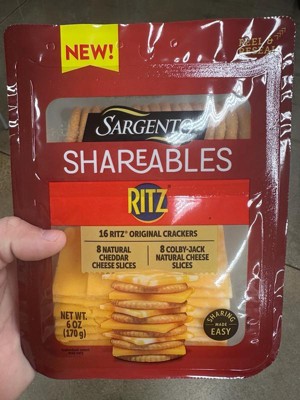 NEW!
REEL &
SARGENTO
SHAREABLES
RITZ
16 RITZ® ORIGINAL CRACKERS
8 NATURAL
CHEDDAR
CHEESE SLICES
8 COLBY-JACK
NATURAL CHEESE
SLICES
NET WT.
6 OZ
(170 g)
SHARING
MADE
EASY